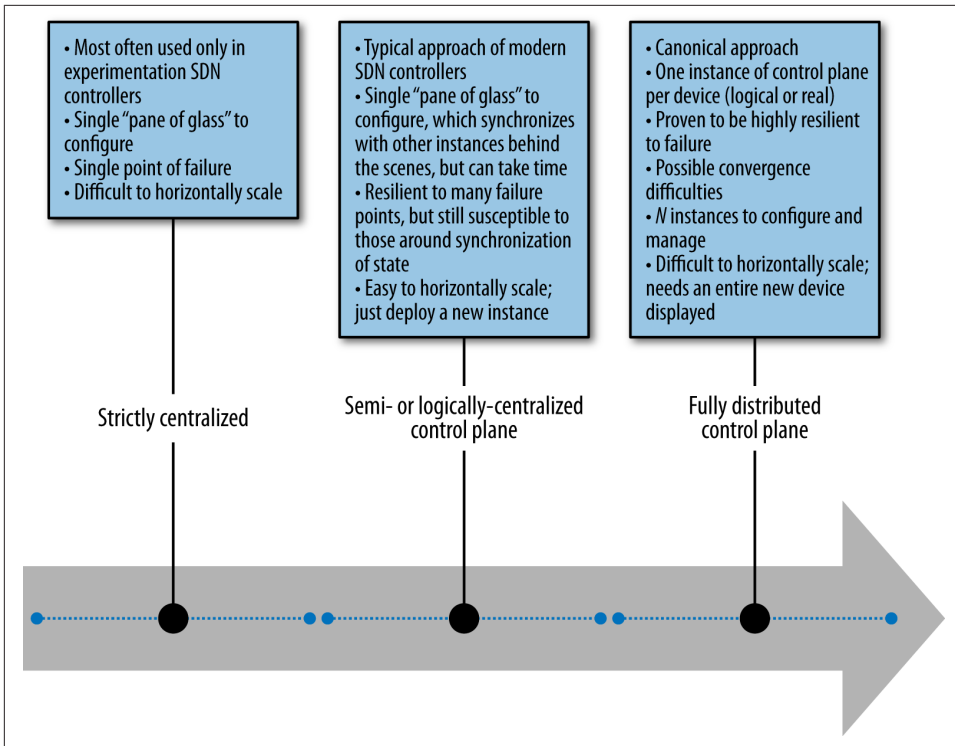 • Most often used only in
experimentation SDN
controllers
• Single “pane of glass” to
configure
• Single point of failure
• Difficult to horizontally scale
• Typical approach of modern
SDN controllers
• Single “pane of glass” to
configure, which synchronizes
with other instances behind
the scenes, but can take time
• Resilient to many failure
points, but still susceptible to
those around synchronization
of state
• Easy to horizontally scale;
just deploy a new instance
• Canonical approach
• One instance of control plane
per device (logical or real)
• Proven to be highly resilient
to failure
• Possible convergence
difficulties
• N instances to configure and
manage
• Difficult to horizontally scale;
needs an entire new device
displayed
Strictly centralized
Semi- or logically-centralized
control plane
Fully distributed
control plane